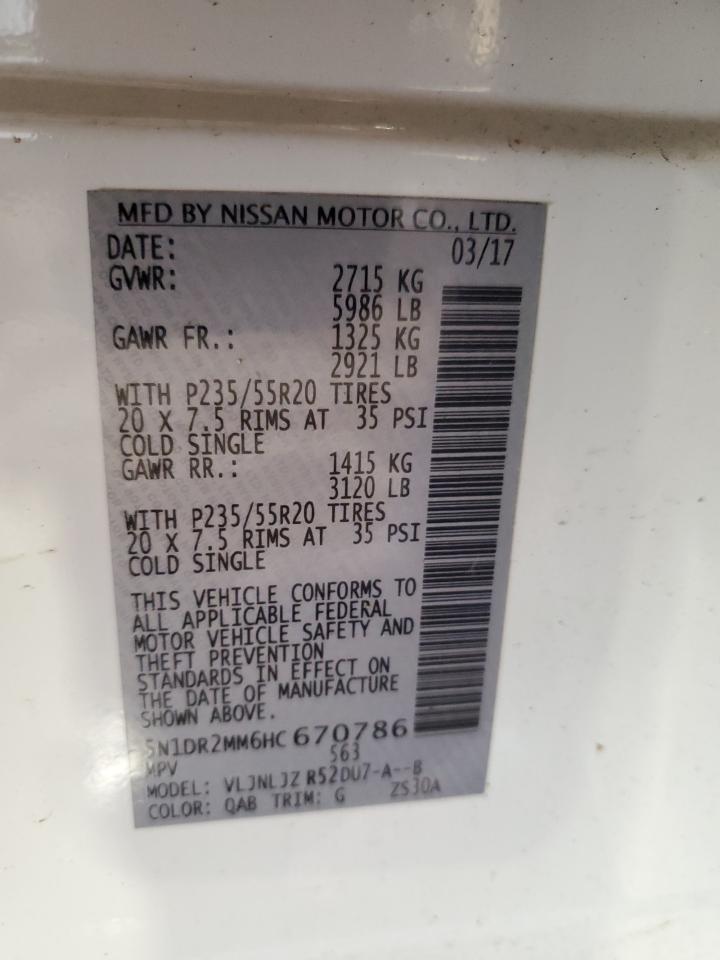 MFD BY NISSAN MOTOR CO., LTD.
DATE: 03/17
GVWR: 2715 KG
5986 LB
GAWR FR.: 1325 KG
2921 LB
WITH P235/55R20 TIRES
20 X 7.5 RIMS AT 35 PSI
COLD SINGLE
GAWR RR.: 1415 KG
3120 LB
WITH P235/55R20 TIRES
20 X 7.5 RIMS AT 35 PSI
COLD SINGLE
THIS VEHICLE CONFORMS TO
ALL APPLICABLE FEDERAL
MOTOR VEHICLE SAFETY AND
THEFT PREVENTION
STANDARDS IN EFFECT ON
THE DATE OF MANUFACTURE
SHOWN ABOVE.
5N1DR2MM6HC670786
MPV 563
MODEL: VLJNLJZ R52DU7-A--B
COLOR: QAB TRIM: G ZS30A